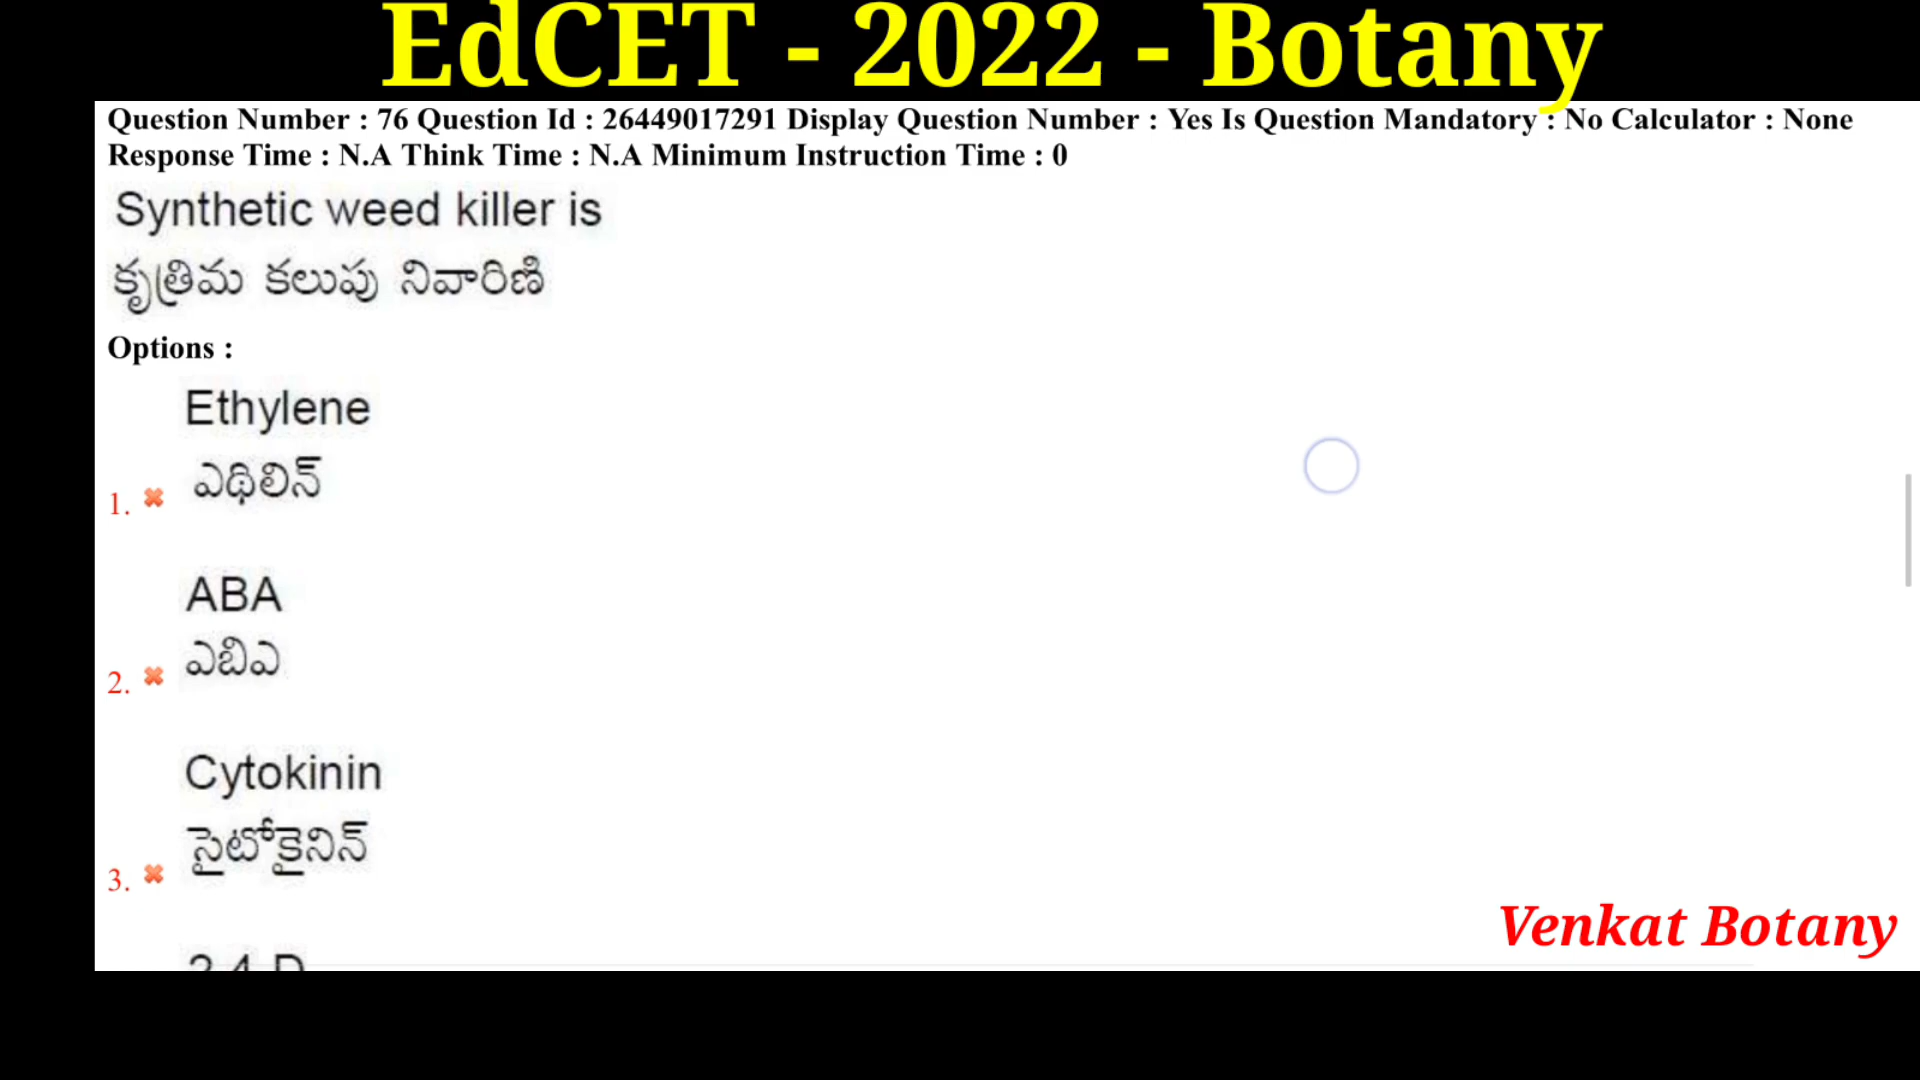 EdCET - 2022 - Botany
Question Number : 76 Question Id : 26449017291 Display Question Number : Yes Is Question Mandatory : No Calculator : None
Response Time : N.A Think Time : N.A Minimum Instruction Time : 0
Synthetic weed killer is
కృత్రిమ కలుపు నివారిణి
Options :
Ethylene
1. ఎథిలిన్
ABA
2. ఎబిఎ
Cytokinin
3. సైటోకైనిన్
2,4-D
Venkat Botany